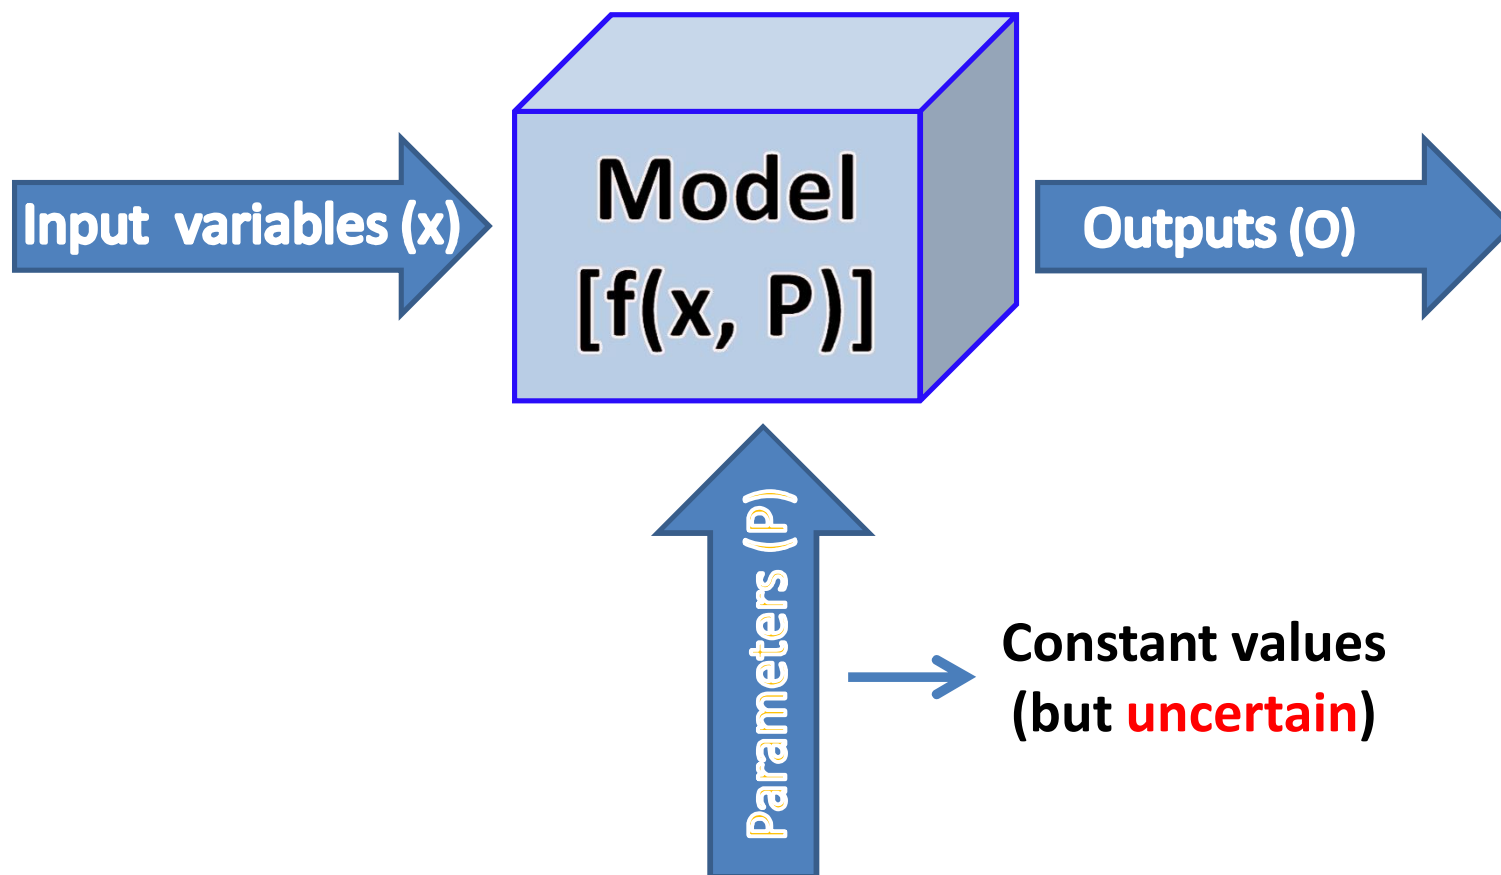 Input variables (x)
Model
[f(x, P)]
Outputs (O)
Parameters (P)
Constant values
(but uncertain)